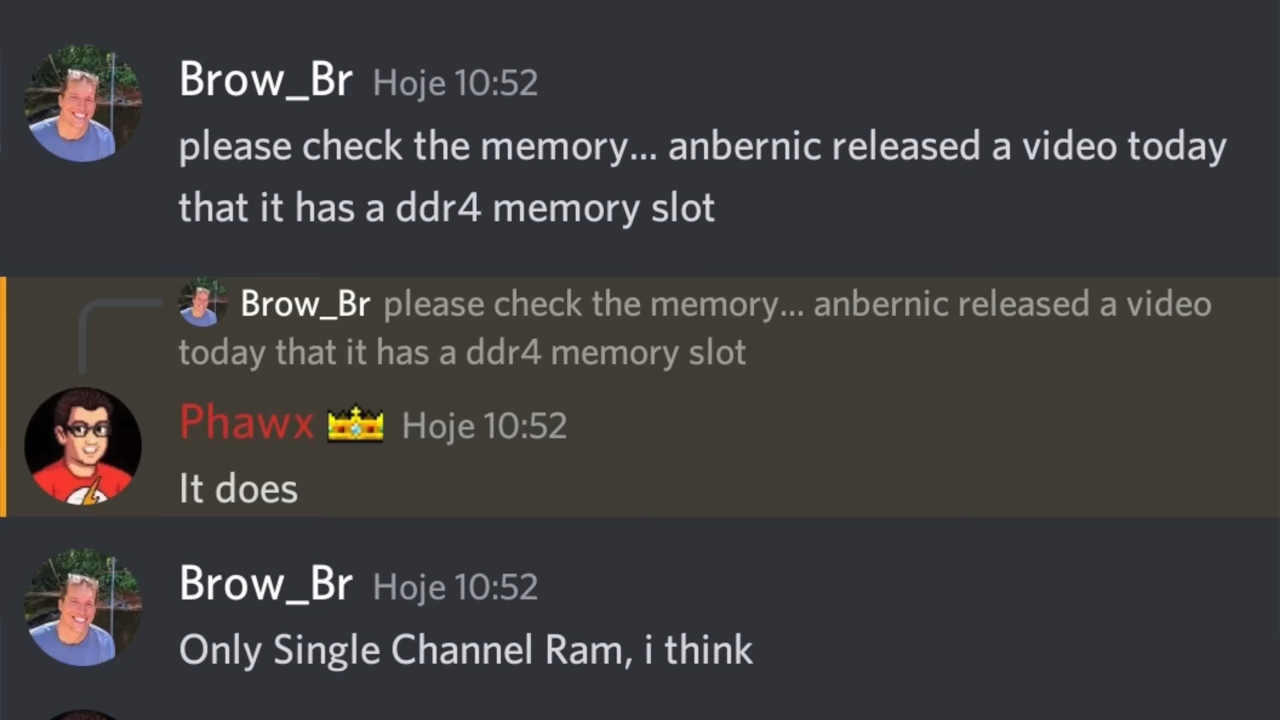 Brow_Br Hoje 10:52
please check the memory... anbernic released a video today
that it has a ddr4 memory slot
Brow_Br please check the memory... anbernic released a video
today that it has a ddr4 memory slot
Phawx Hoje 10:52
It does
Brow_Br Hoje 10:52
Only Single Channel Ram, i think